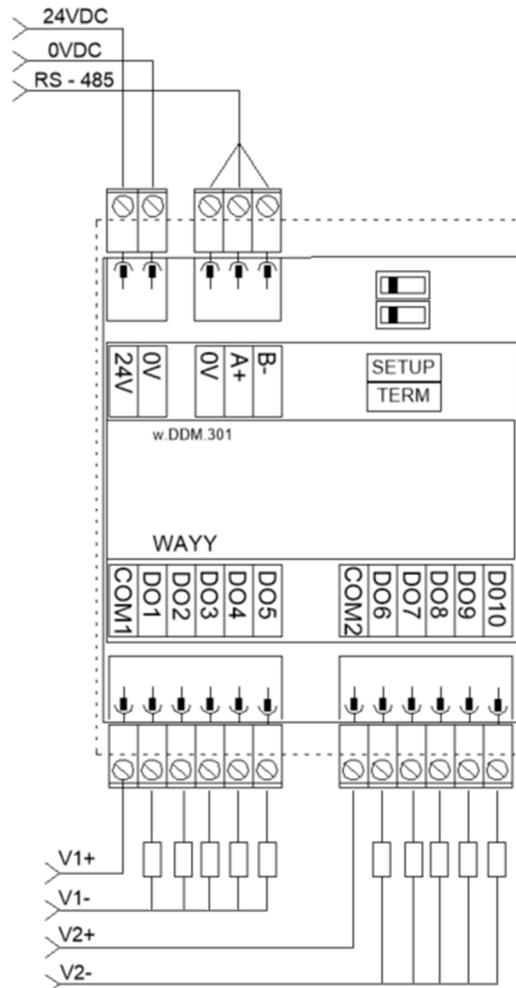 24VDC
0VDC
RS - 485
24V 0V 0V A+ B-
SETUP
TERM
w.DDM.301
WAYY
COM1 DO1 DO2 DO3 DO4 DO5 COM2 DO6 DO7 DO8 DO9 D010
V1+
V1-
V2+
V2-